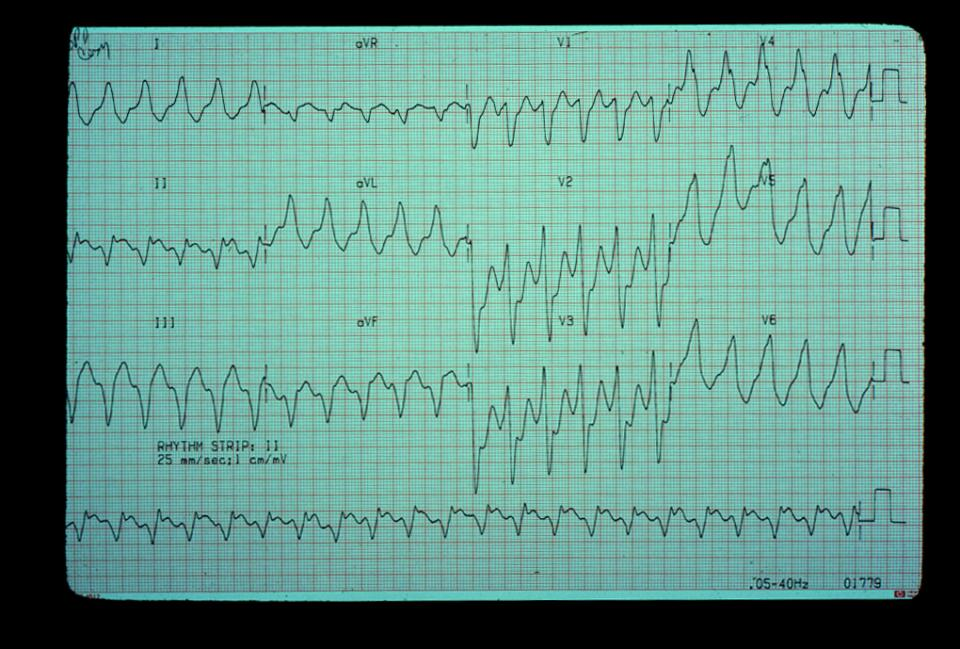 I aVR V1 V4
II aVL V2 V5
III aVF V3 V6
RHYTHM STRIP: II
25 mm/sec;1 cm/mV
.05-40Hz 01779